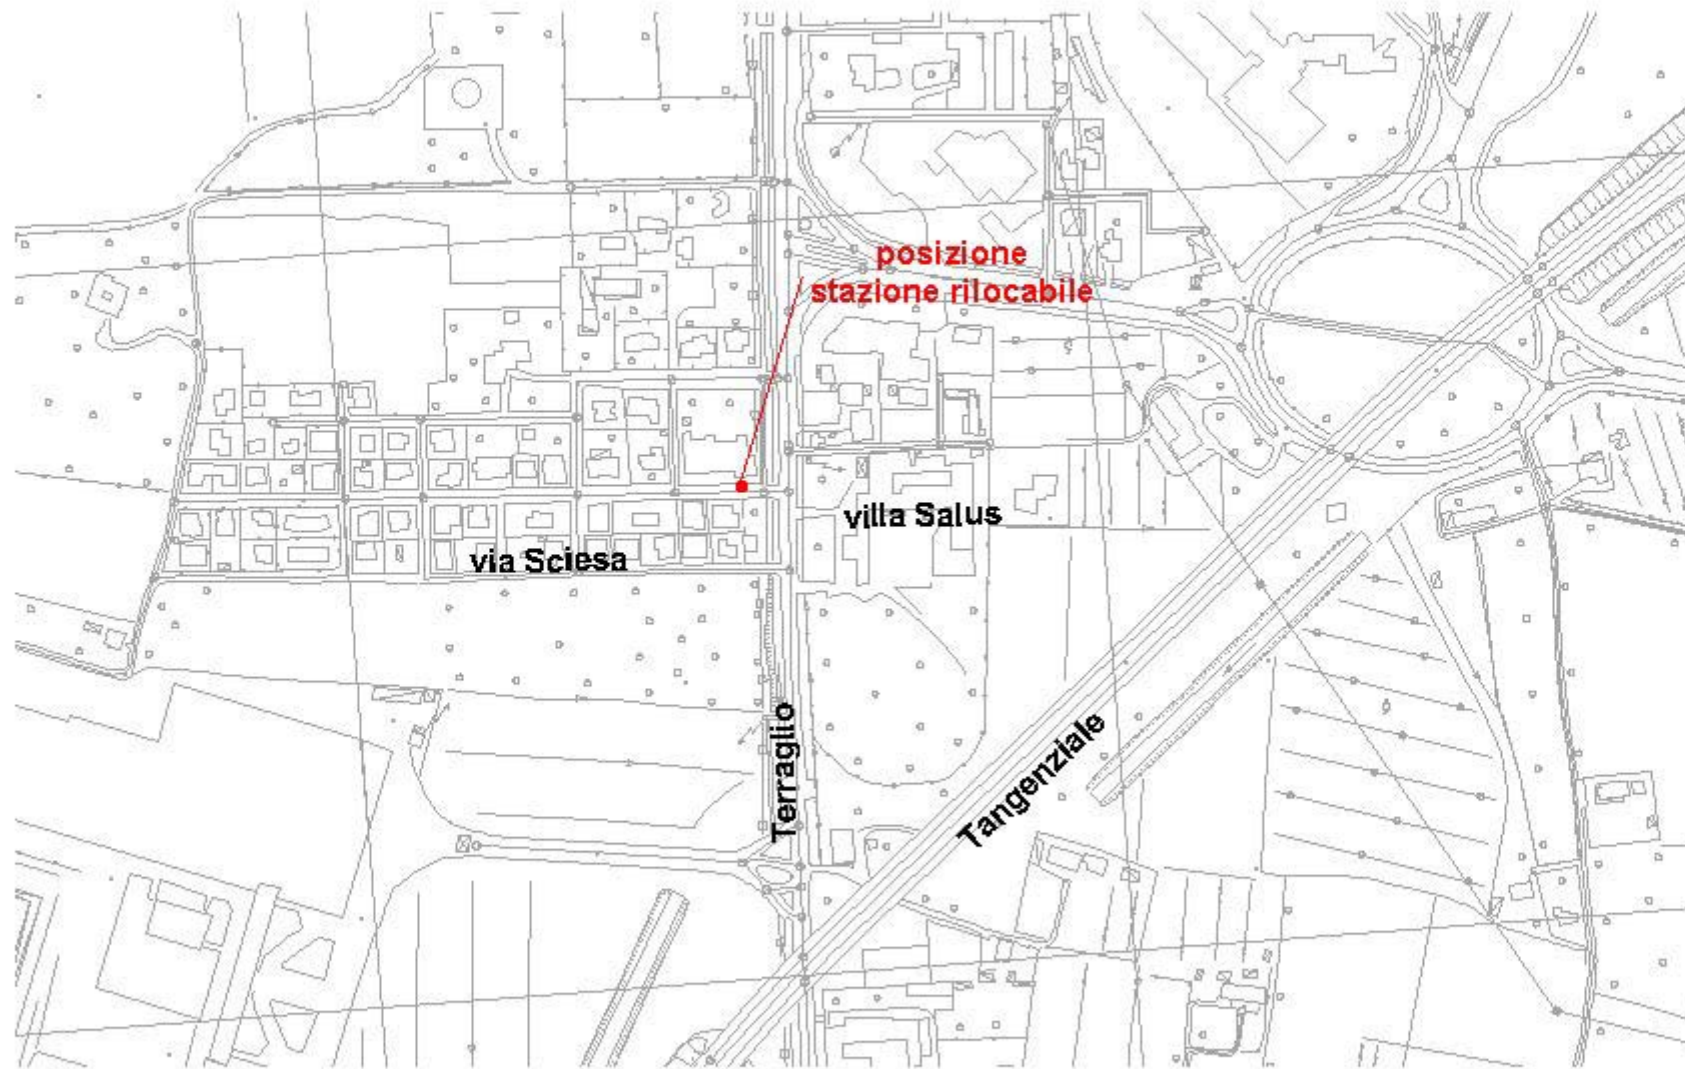 posizione
stazione rilocabile
villa Salus
via Sciesa
Terraglio
Tangenziale